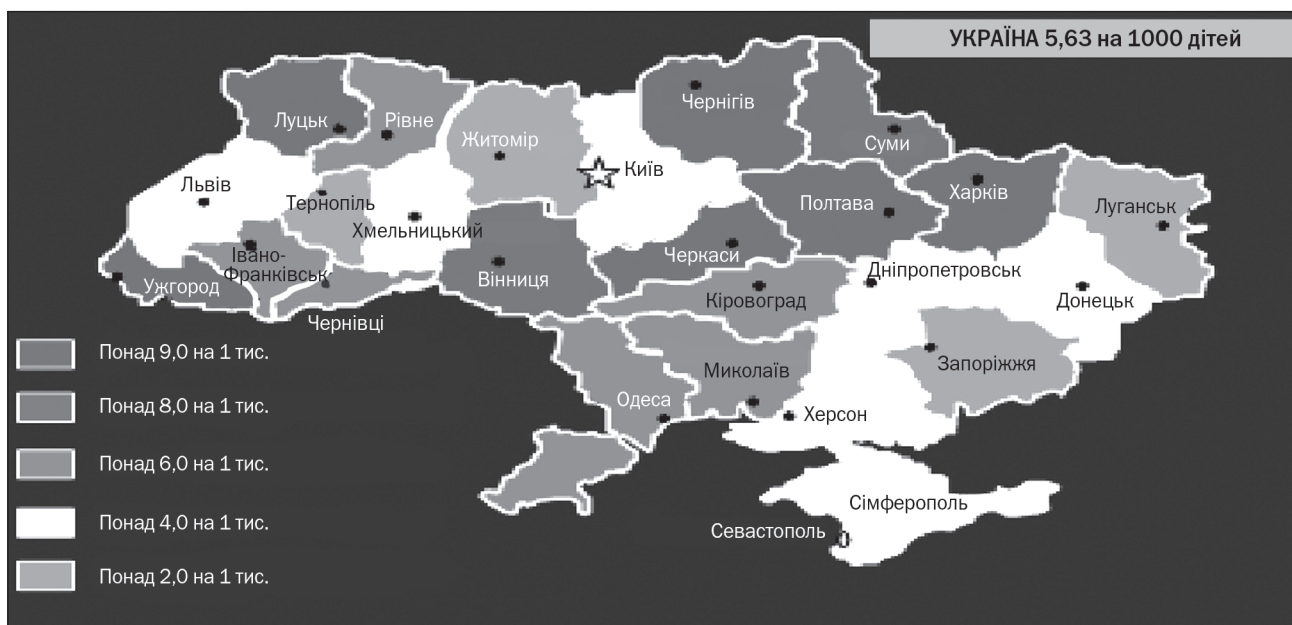 УКРАЇНА 5,63 на 1000 дітей
Чернігів
Луцьк
Рівне
Житомір
Суми
Київ
Львів
Тернопіль
Хмельницький
Полтава
Харків
Луганськ
Івано-
Франківськ
Ужгород
Вінниця
Черкаси
Дніпропетровськ
Кіровоград
Донецьк
Чернівці
Понад 9,0 на 1 тис.
Понад 8,0 на 1 тис.
Понад 6,0 на 1 тис.
Понад 4,0 на 1 тис.
Понад 2,0 на 1 тис.
Миколаїв
Запоріжжя
Одеса
Херсон
Сімферополь
Севастополь